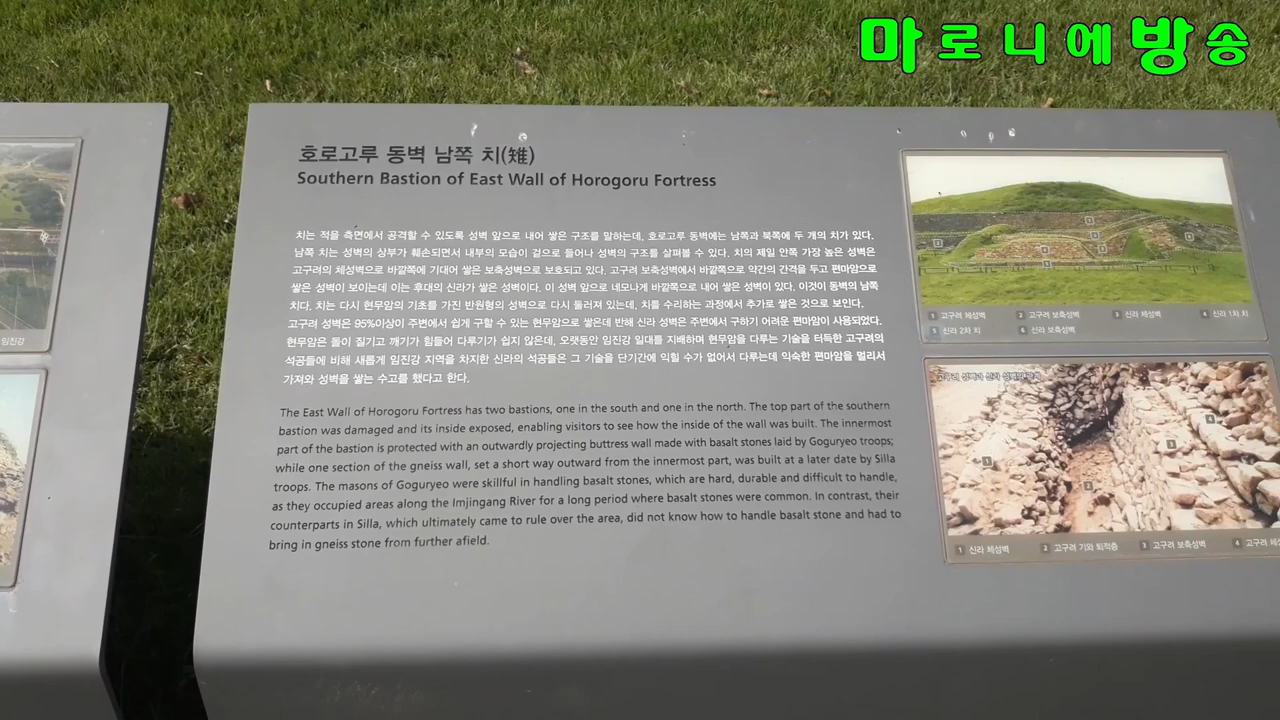 마로니에방송
호로고루 동벽 남쪽 치(雉)
Southern Bastion of East Wall of Horogoru Fortress
치는 적을 측면에서 공격할 수 있도록 성벽 앞으로 내어 쌓은 구조를 말하는데, 호로고루 동벽에는 남쪽과 북쪽에 두 개의 치가 있다.
남쪽 치는 성벽의 상부가 훼손되면서 내부의 모습이 겉으로 들어나 성벽의 구조를 살펴볼 수 있다. 치의 제일 안쪽 가장 높은 성벽은
고구려의 체성벽으로 바깥쪽에 기대어 쌓은 보축성벽으로 보호되고 있다. 고구려 보축성벽에서 바깥쪽으로 약간의 간격을 두고 편마암으로
쌓은 성벽이 보이는데 이는 후대의 신라가 쌓은 성벽이다. 이 성벽 앞으로 네모나게 바깥쪽으로 내어 쌓은 성벽이 있다. 이것이 동벽의 남쪽
치다. 치는 다시 현무암의 기초를 가진 반원형의 성벽으로 다시 둘러져 있는데, 치를 수리하는 과정에서 추가로 쌓은 것으로 보인다.
고구려 성벽은 95%이상이 주변에서 쉽게 구할 수 있는 현무암으로 쌓은데 반해 신라 성벽은 주변에서 구하기 어려운 편마암이 사용되었다.
현무암은 돌이 질기고 깨기가 힘들어 다루기가 쉽지 않은데, 오랫동안 임진강 일대를 지배하며 현무암을 다루는 기술을 터득한 고구려의
석공들에 비해 새롭게 임진강 지역을 차지한 신라의 석공들은 그 기술을 단기간에 익힐 수가 없어서 다루는데 익숙한 편마암을 멀리서
가져와 성벽을 쌓는 수고를 했다고 한다.
The East Wall of Horogoru Fortress has two bastions, one in the south and one in the north. The top part of the southern
bastion was damaged and its inside exposed, enabling visitors to see how the inside of the wall was built. The innermost
part of the bastion is protected with an outwardly projecting buttress wall made with basalt stones laid by Goguryeo troops;
while one section of the gneiss wall, set a short way outward from the innermost part, was built at a later date by Silla
troops. The masons of Goguryeo were skillful in handling basalt stones, which are hard, durable and difficult to handle,
as they occupied areas along the Imjingang River for a long period where basalt stones were common. In contrast, their
counterparts in Silla, which ultimately came to rule over the area, did not know how to handle basalt stone and had to
bring in gneiss stone from further afield.
1 고구려 체성벽 2 고구려 보축성벽 3 신라 체성벽 4 신라 1차 치
5 신라 2차 치 6 신라 보축성벽
고구려 성벽과 신라 성벽
1 신라 체성벽 2 고구려 기와 퇴적층 3 고구려 보축성벽 4 고구려
임진강